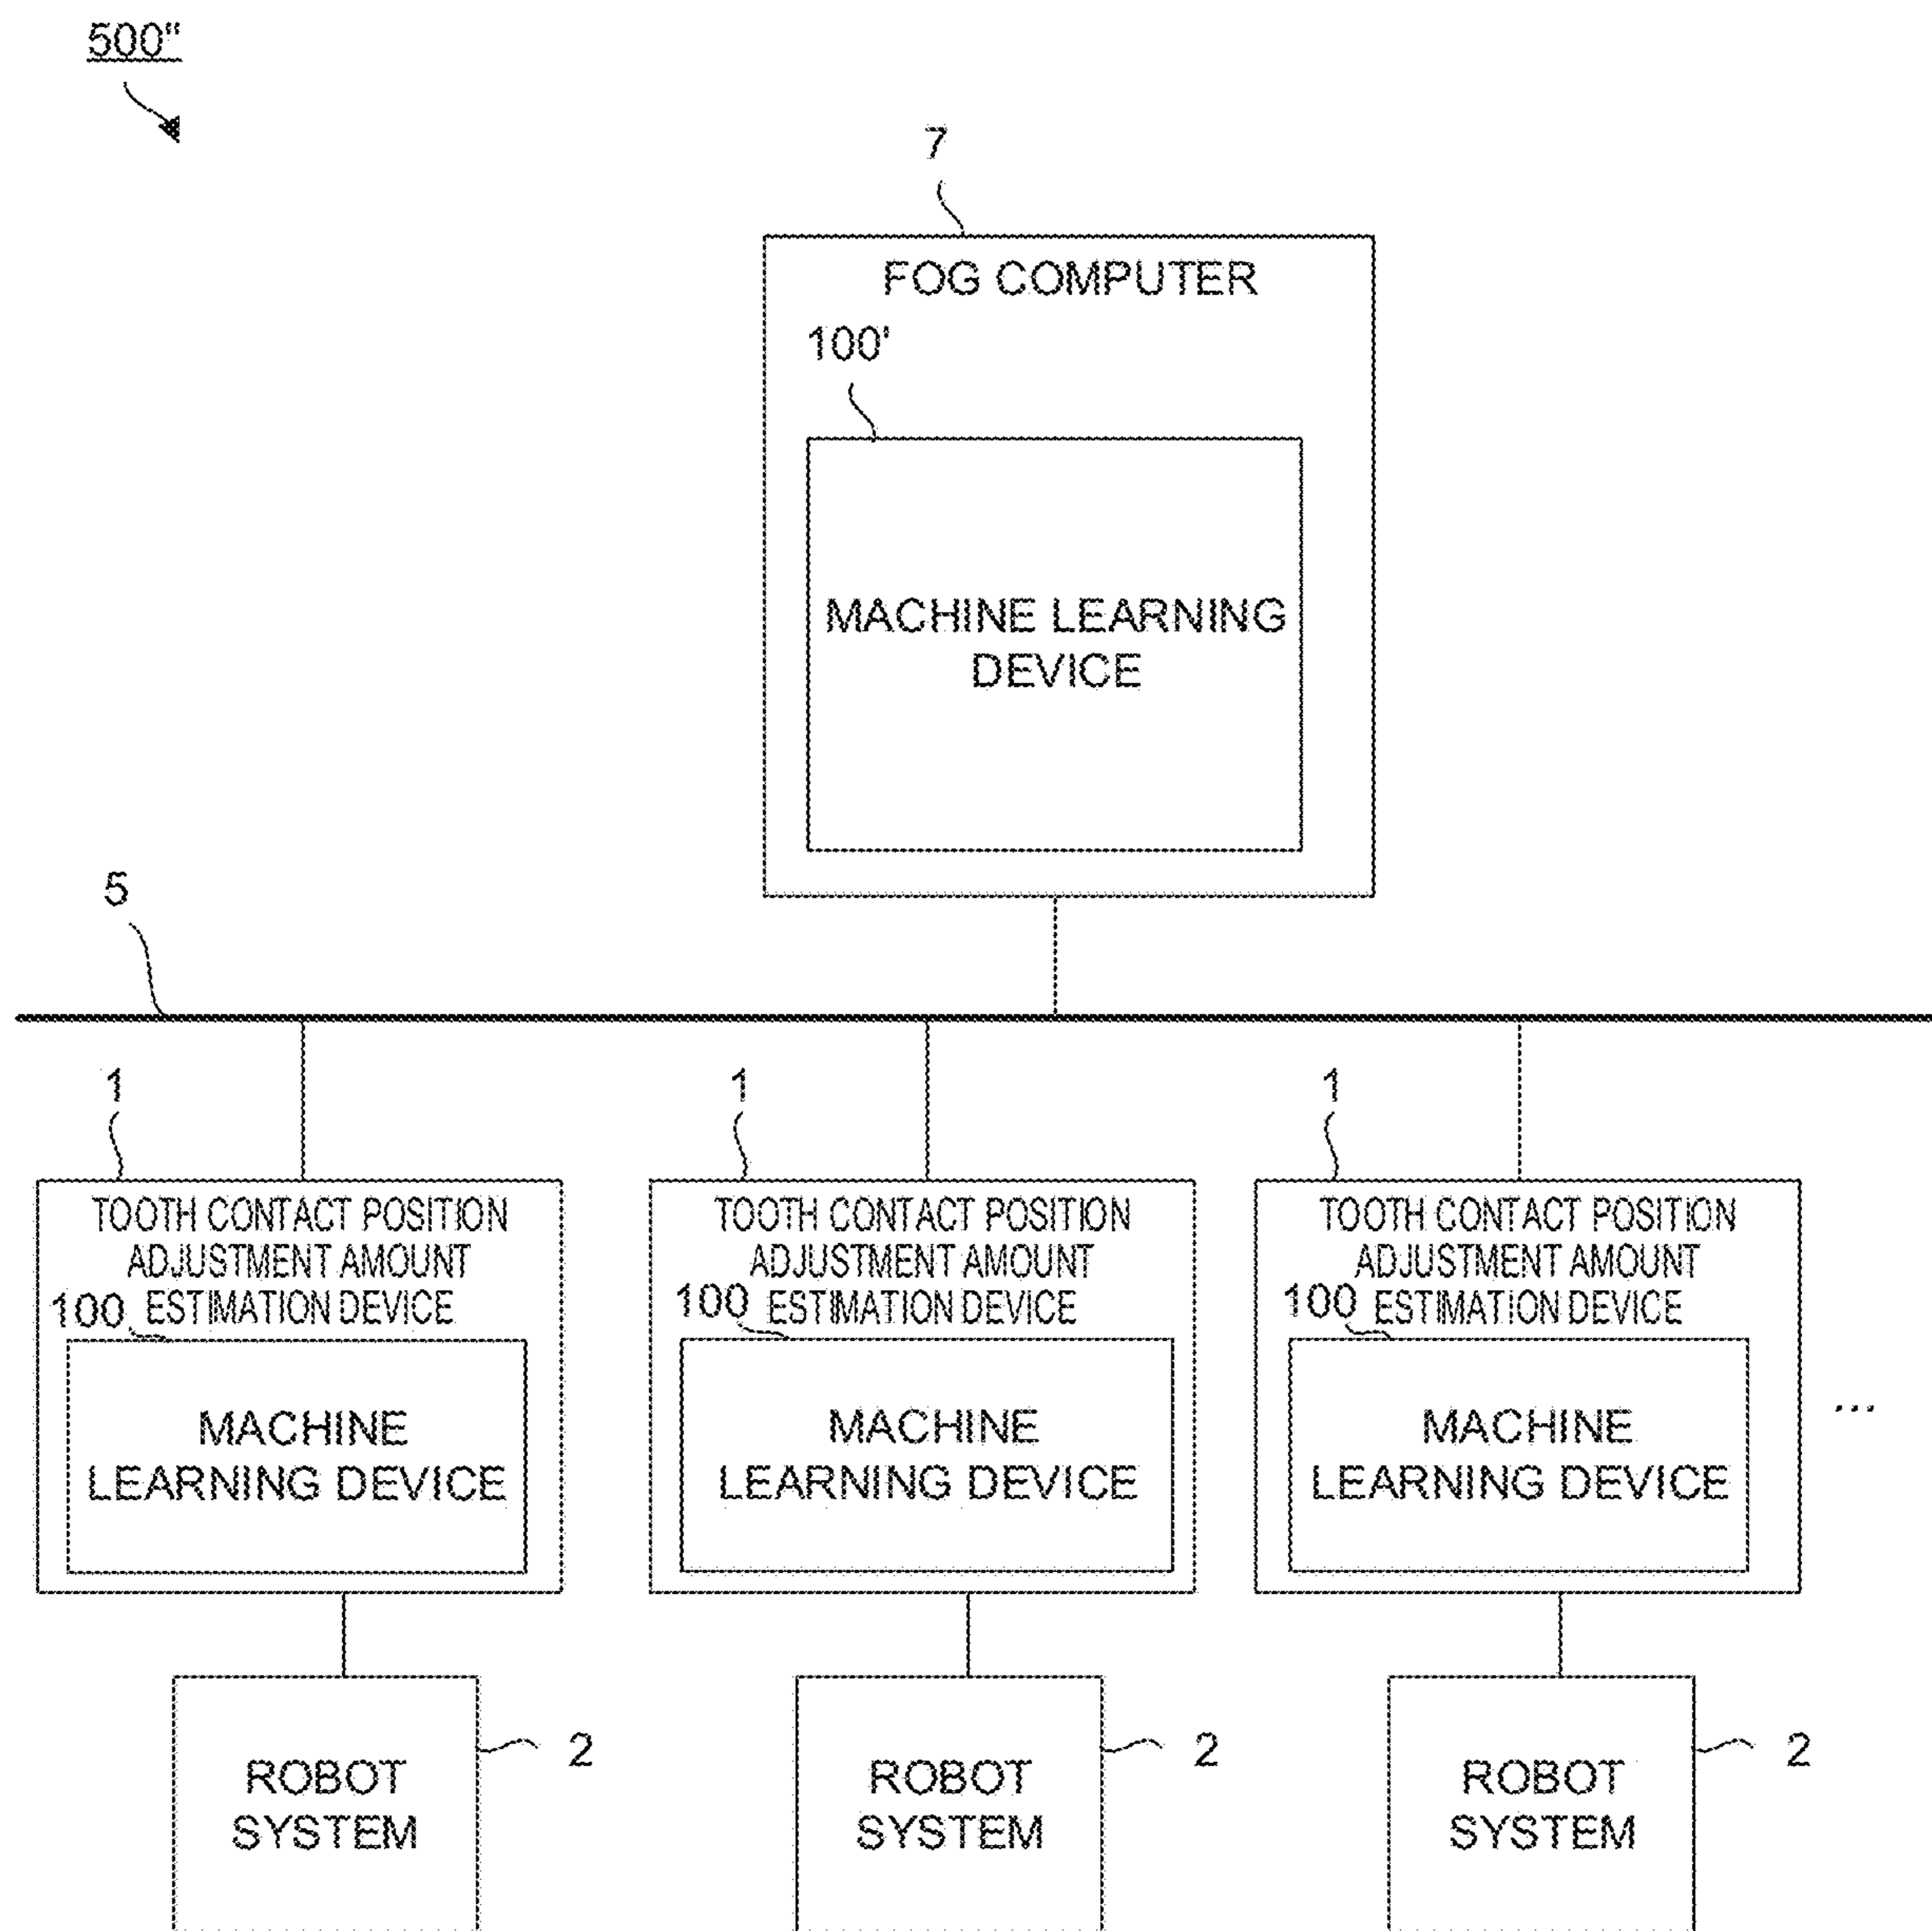 500"
7
FOG COMPUTER
100'
MACHINE LEARNING
DEVICE
5
1
1
1
TOOTH CONTACT POSITION
ADJUSTMENT AMOUNT
ESTIMATION DEVICE
100
MACHINE
LEARNING DEVICE
TOOTH CONTACT POSITION
ADJUSTMENT AMOUNT
ESTIMATION DEVICE
100
MACHINE
LEARNING DEVICE
TOOTH CONTACT POSITION
ADJUSTMENT AMOUNT
ESTIMATION DEVICE
100
MACHINE
LEARNING DEVICE
...
ROBOT
SYSTEM
2
ROBOT
SYSTEM
2
ROBOT
SYSTEM
2